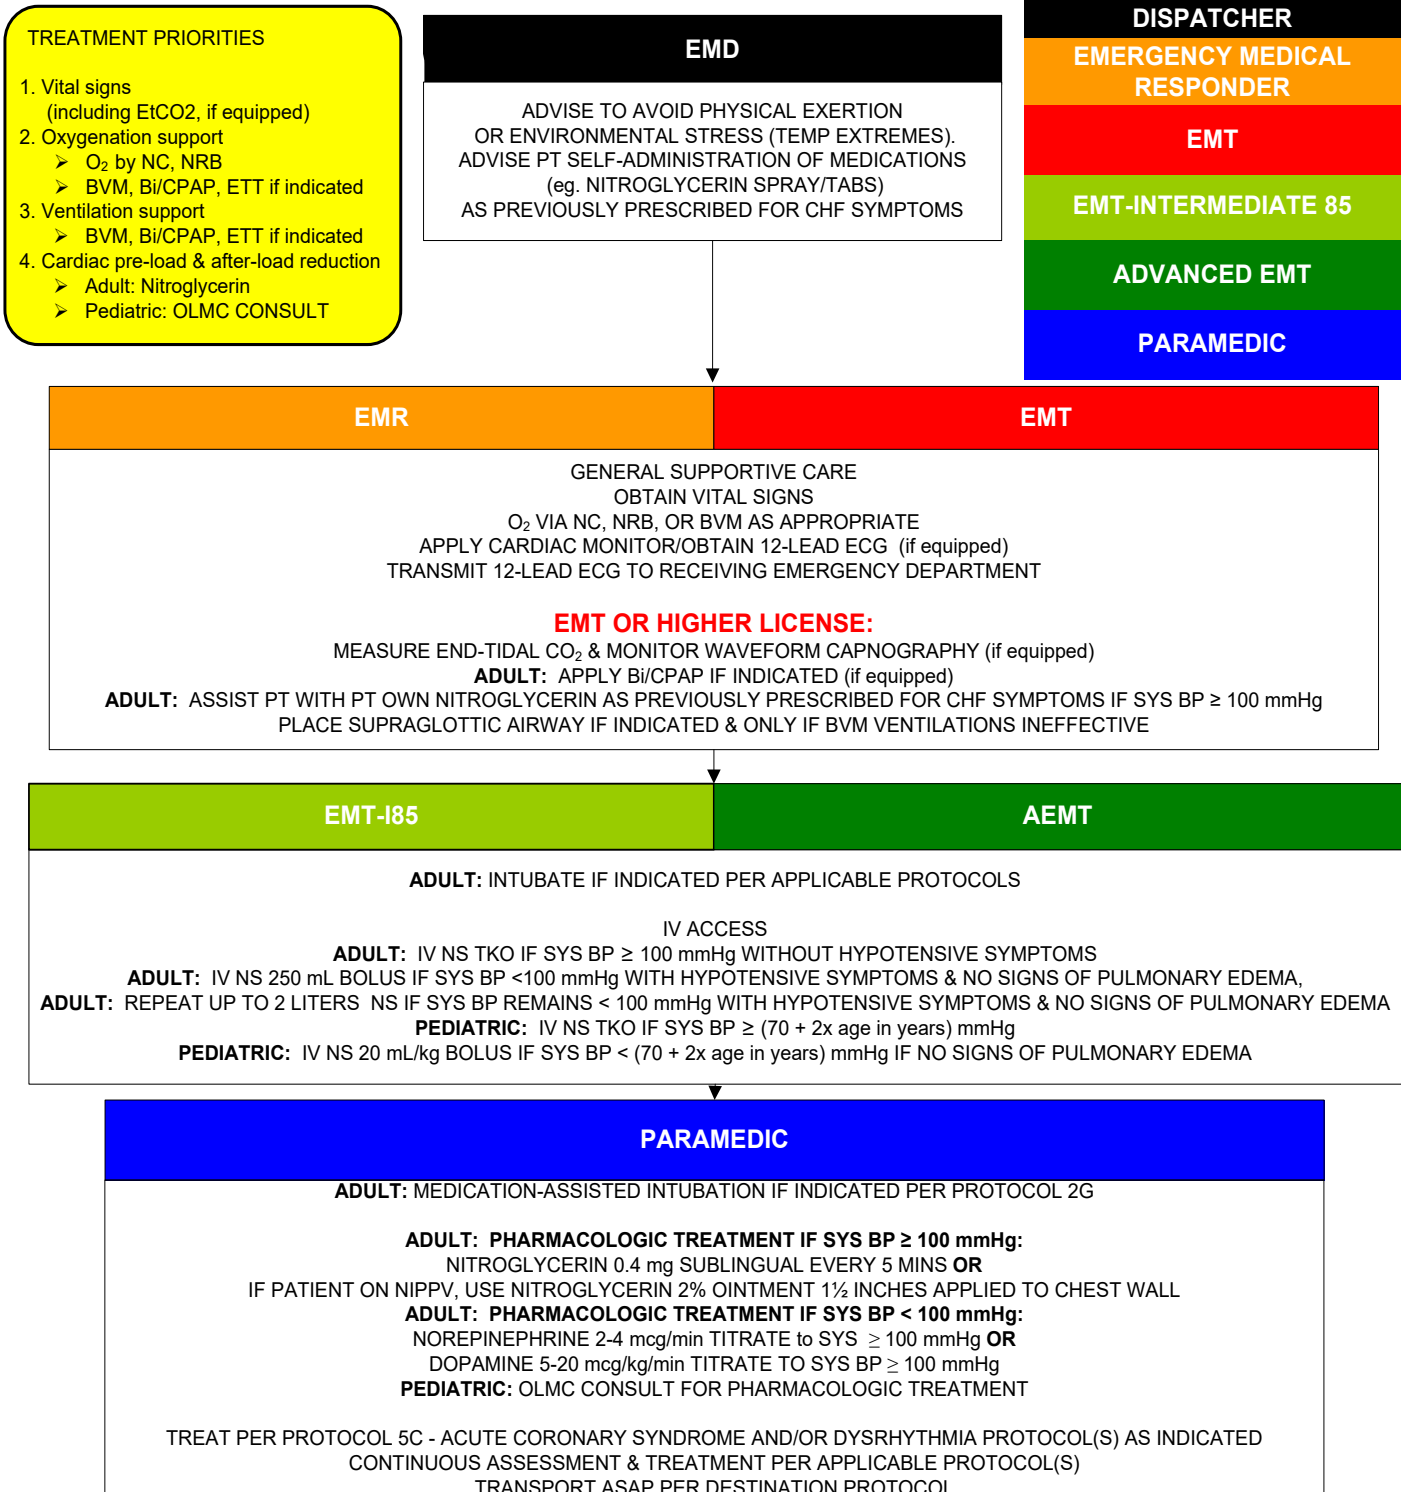 TREATMENT PRIORITIES
1. Vital signs
(including EtCO2, if equipped)
2. Oxygenation support
➢ O₂ by NC, NRB
➢ BVM, Bi/CPAP, ETT if indicated
3. Ventilation support
➢ BVM, Bi/CPAP, ETT if indicated
4. Cardiac pre-load & after-load reduction
➢ Adult: Nitroglycerin
➢ Pediatric: OLMC CONSULT
EMD
ADVISE TO AVOID PHYSICAL EXERTION
OR ENVIRONMENTAL STRESS (TEMP EXTREMES).
ADVISE PT SELF-ADMINISTRATION OF MEDICATIONS
(eg. NITROGLYCERIN SPRAY/TABS)
AS PREVIOUSLY PRESCRIBED FOR CHF SYMPTOMS
DISPATCHER
EMERGENCY MEDICAL
RESPONDER
EMT
EMT-INTERMEDIATE 85
ADVANCED EMT
PARAMEDIC
EMR
EMT
GENERAL SUPPORTIVE CARE
OBTAIN VITAL SIGNS
O₂ VIA NC, NRB, OR BVM AS APPROPRIATE
APPLY CARDIAC MONITOR/OBTAIN 12-LEAD ECG (if equipped)
TRANSMIT 12-LEAD ECG TO RECEIVING EMERGENCY DEPARTMENT
EMT OR HIGHER LICENSE:
MEASURE END-TIDAL CO₂ & MONITOR WAVEFORM CAPNOGRAPHY (if equipped)
ADULT: APPLY Bi/CPAP IF INDICATED (if equipped)
ADULT: ASSIST PT WITH PT OWN NITROGLYCERIN AS PREVIOUSLY PRESCRIBED FOR CHF SYMPTOMS IF SYS BP ≥ 100 mmHg
PLACE SUPRAGLOTTIC AIRWAY IF INDICATED & ONLY IF BVM VENTILATIONS INEFFECTIVE
EMT-I85
AEMT
ADULT: INTUBATE IF INDICATED PER APPLICABLE PROTOCOLS
IV ACCESS
ADULT: IV NS TKO IF SYS BP ≥ 100 mmHg WITHOUT HYPOTENSIVE SYMPTOMS
ADULT: IV NS 250 mL BOLUS IF SYS BP <100 mmHg WITH HYPOTENSIVE SYMPTOMS & NO SIGNS OF PULMONARY EDEMA,
ADULT: REPEAT UP TO 2 LITERS NS IF SYS BP REMAINS < 100 mmHg WITH HYPOTENSIVE SYMPTOMS & NO SIGNS OF PULMONARY EDEMA
PEDIATRIC: IV NS TKO IF SYS BP ≥ (70 + 2x age in years) mmHg
PEDIATRIC: IV NS 20 mL/kg BOLUS IF SYS BP < (70 + 2x age in years) mmHg IF NO SIGNS OF PULMONARY EDEMA
PARAMEDIC
ADULT: MEDICATION-ASSISTED INTUBATION IF INDICATED PER PROTOCOL 2G
ADULT: PHARMACOLOGIC TREATMENT IF SYS BP ≥ 100 mmHg:
NITROGLYCERIN 0.4 mg SUBLINGUAL EVERY 5 MINS OR
IF PATIENT ON NIPPV, USE NITROGLYCERIN 2% OINTMENT 1½ INCHES APPLIED TO CHEST WALL
ADULT: PHARMACOLOGIC TREATMENT IF SYS BP < 100 mmHg:
NOREPINEPHRINE 2-4 mcg/min TITRATE to SYS ≥ 100 mmHg OR
DOPAMINE 5-20 mcg/kg/min TITRATE TO SYS BP ≥ 100 mmHg
PEDIATRIC: OLMC CONSULT FOR PHARMACOLOGIC TREATMENT
TREAT PER PROTOCOL 5C - ACUTE CORONARY SYNDROME AND/OR DYSRHYTHMIA PROTOCOL(S) AS INDICATED
CONTINUOUS ASSESSMENT & TREATMENT PER APPLICABLE PROTOCOL(S)
TRANSPORT ASAP PER DESTINATION PROTOCOL